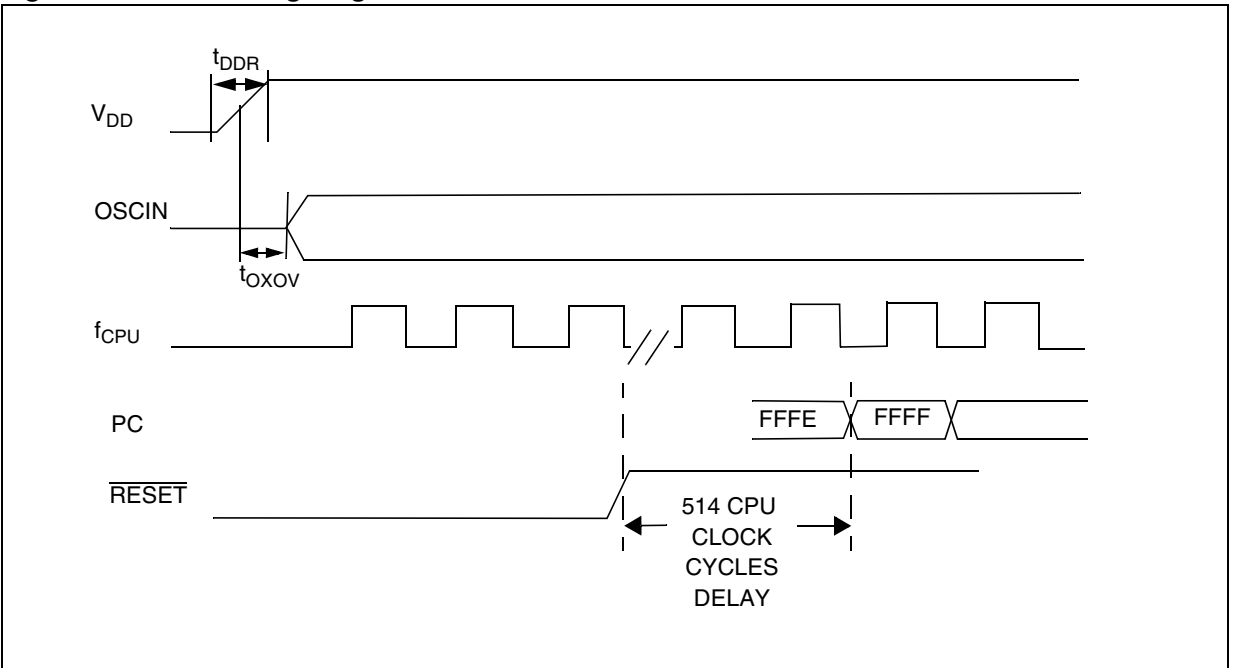 tDDR
VDD
OSCIN
tOXOV
fCPU
PC
FFFE
FFFF
RESET
514 CPU
CLOCK
CYCLES
DELAY